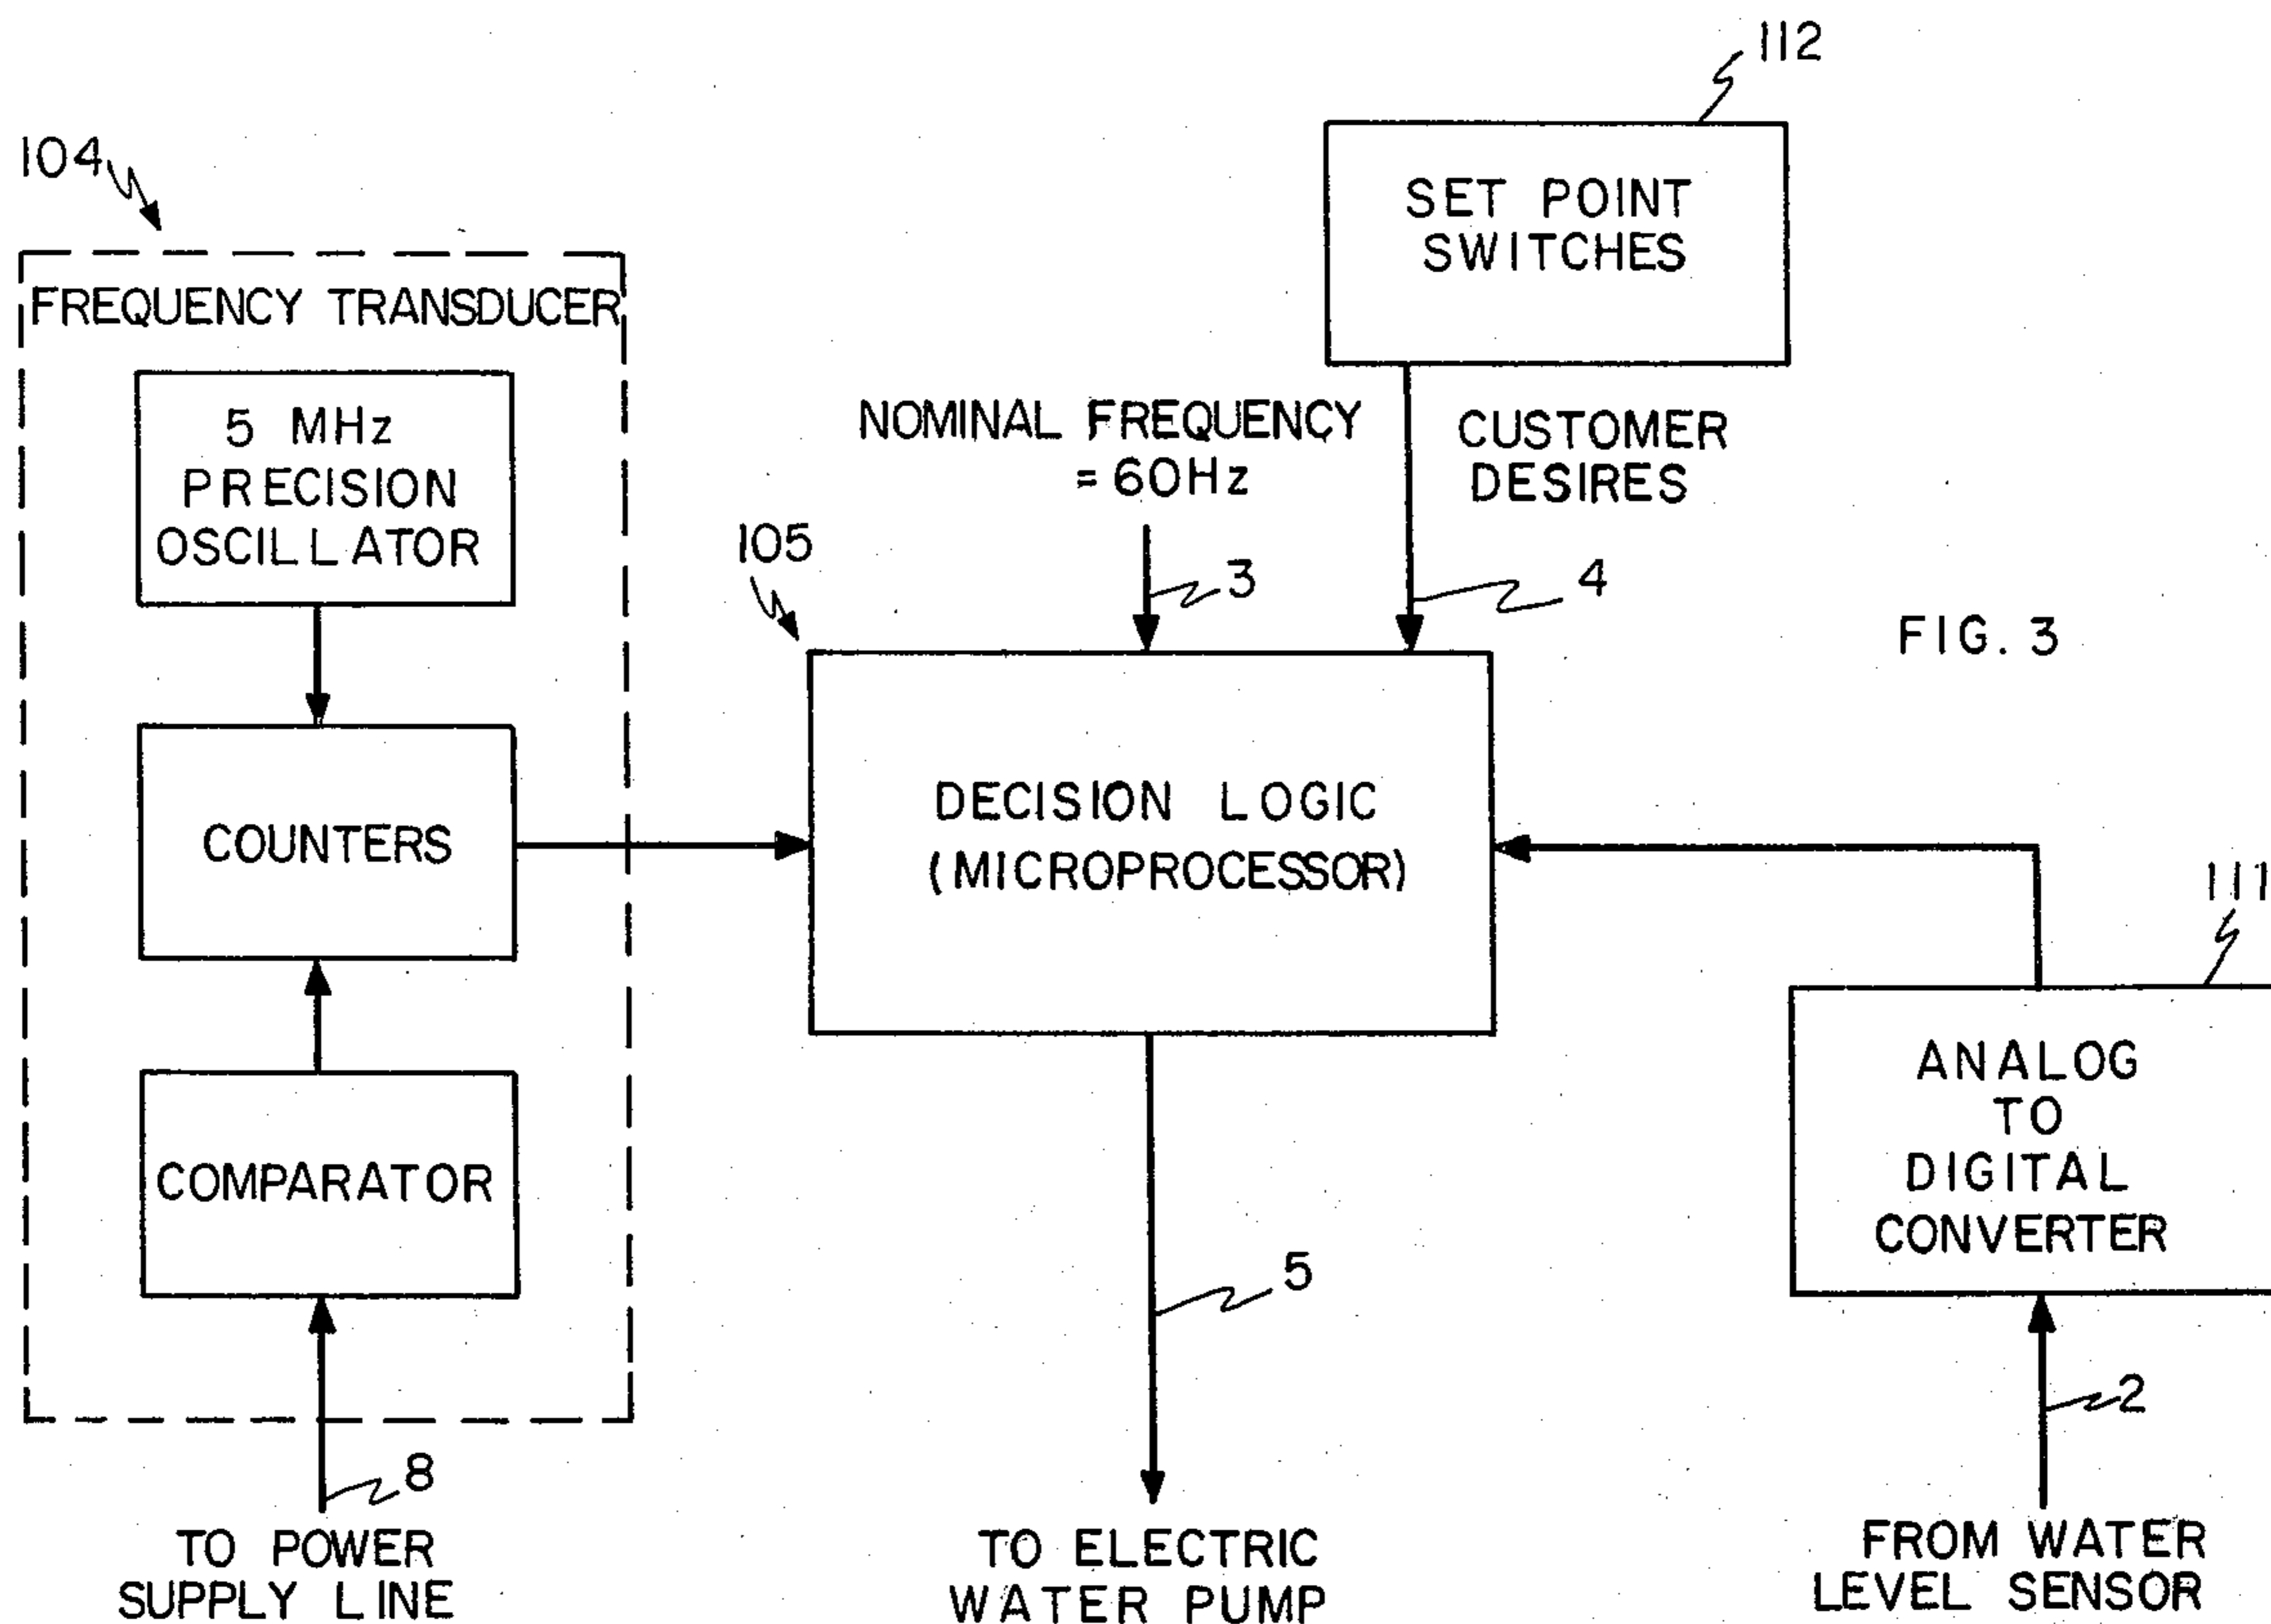 112
SET POINT
SWITCHES
104
FREQUENCY TRANSDUCER
5 MHz
PRECISION
OSCILLATOR
NOMINAL FREQUENCY
= 60Hz
CUSTOMER
DESIRES
105
3
4
FIG. 3
COUNTERS
DECISION LOGIC
(MICROPROCESSOR)
111
COMPARATOR
ANALOG
TO
DIGITAL
CONVERTER
5
2
8
TO POWER
SUPPLY LINE
TO ELECTRIC
WATER PUMP
FROM WATER
LEVEL SENSOR